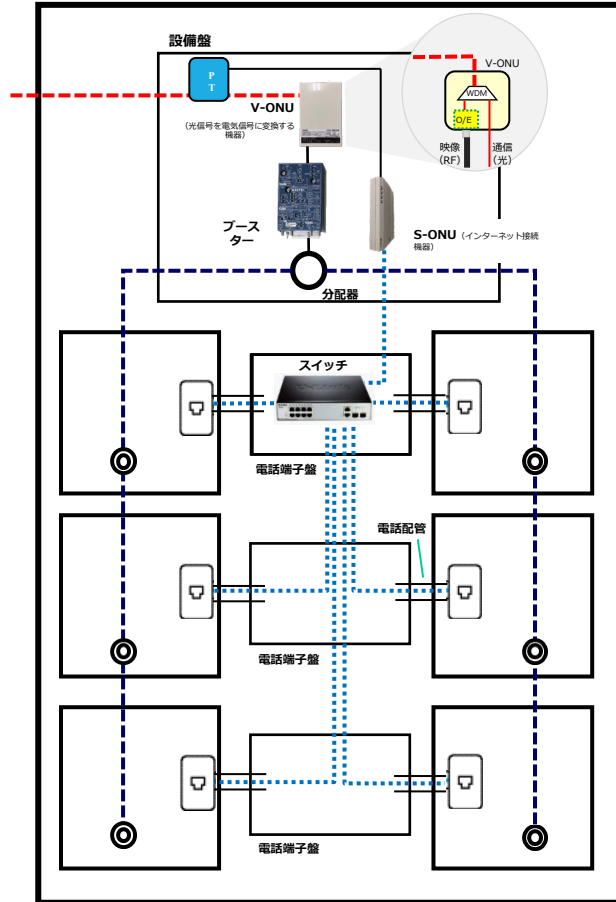 設備盤
P
T
V-ONU
(光信号を電気信号に変換する
機器)
V-ONU
WDM
O/E
映像
(RF)
通信
(光)
ブース
ター
S-ONU (インターネット接続
機器)
分配器
スイッチ
電話端子盤
電話配管
電話端子盤
電話端子盤